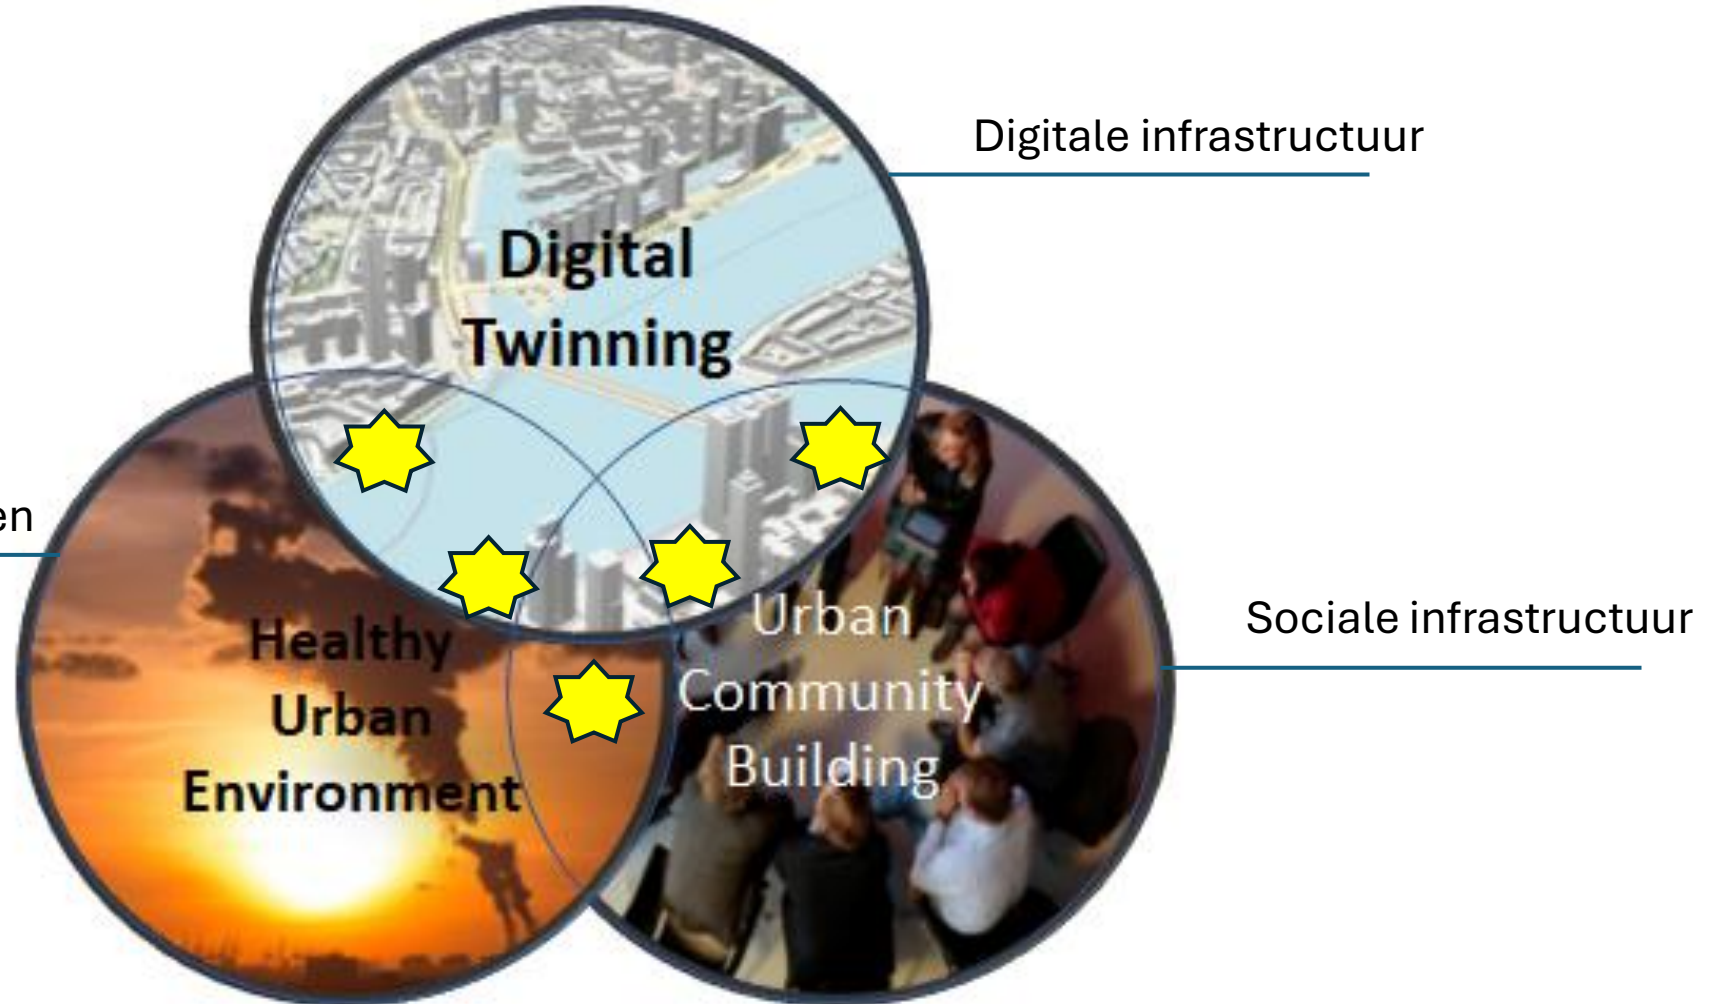 Digitale infrastructuur
Digital
Twinning
en
Healthy
Urban
Environment
Urban
Community
Building
Sociale infrastructuur